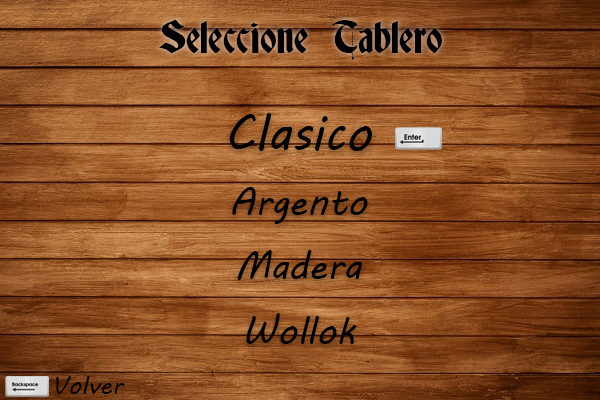 Seleccione Tablero
Clasico Enter
Argento
Madera
Wollok
Backspace Volver